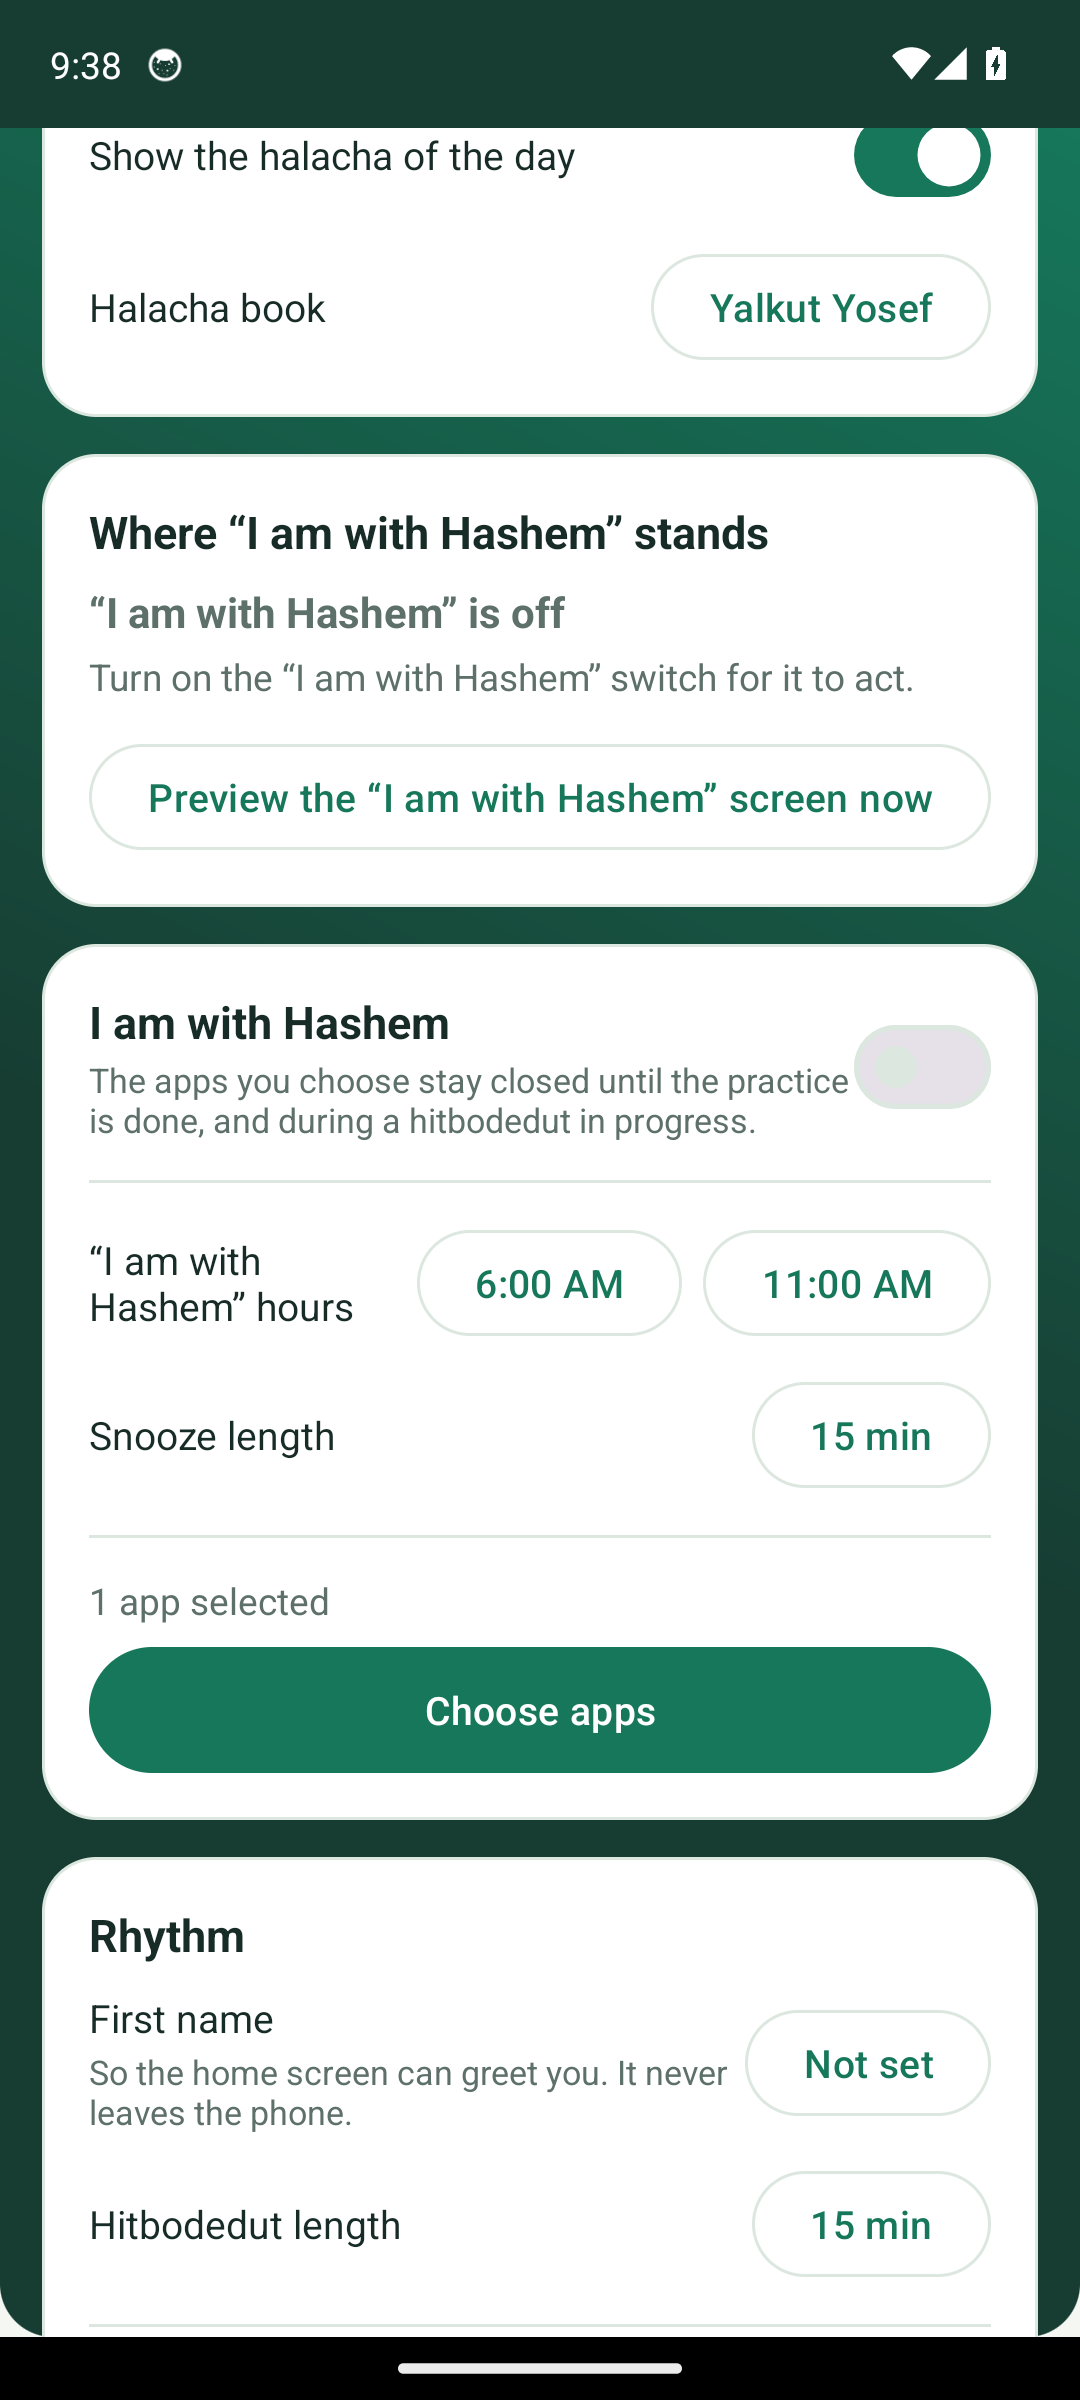 9:38
Show the halacha of the day
Halacha book
Yalkut Yosef
Where “I am with Hashem” stands
“I am with Hashem” is off
Turn on the “I am with Hashem” switch for it to act.
Preview the “I am with Hashem” screen now
I am with Hashem
The apps you choose stay closed until the practice
is done, and during a hitbodedut in progress.
“I am with
Hashem” hours
6:00 AM
11:00 AM
Snooze length
15 min
1 app selected
Choose apps
Rhythm
First name
So the home screen can greet you. It never
leaves the phone.
Not set
Hitbodedut length
15 min